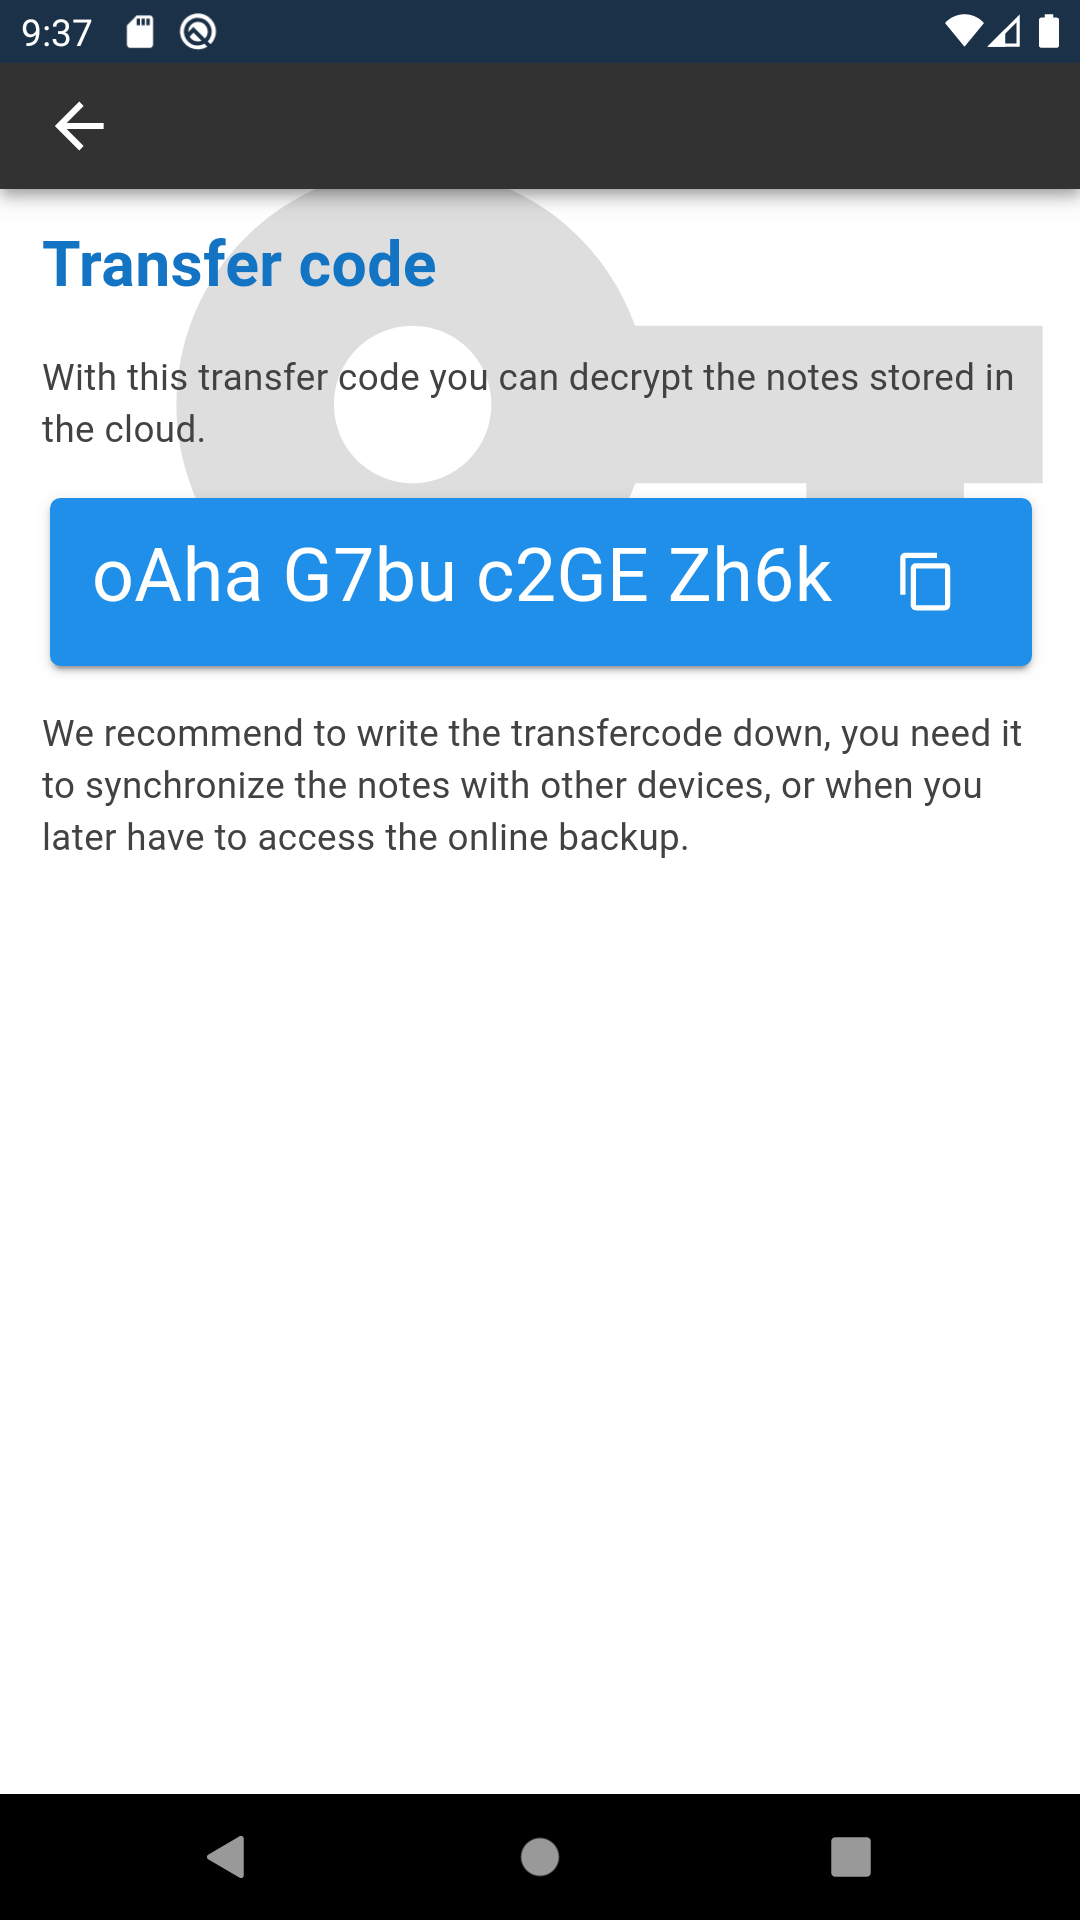 9:37
Transfer code
With this transfer code you can decrypt the notes stored in
the cloud.
oAha G7bu c2GE Zh6k
We recommend to write the transfercode down, you need it
to synchronize the notes with other devices, or when you
later have to access the online backup.